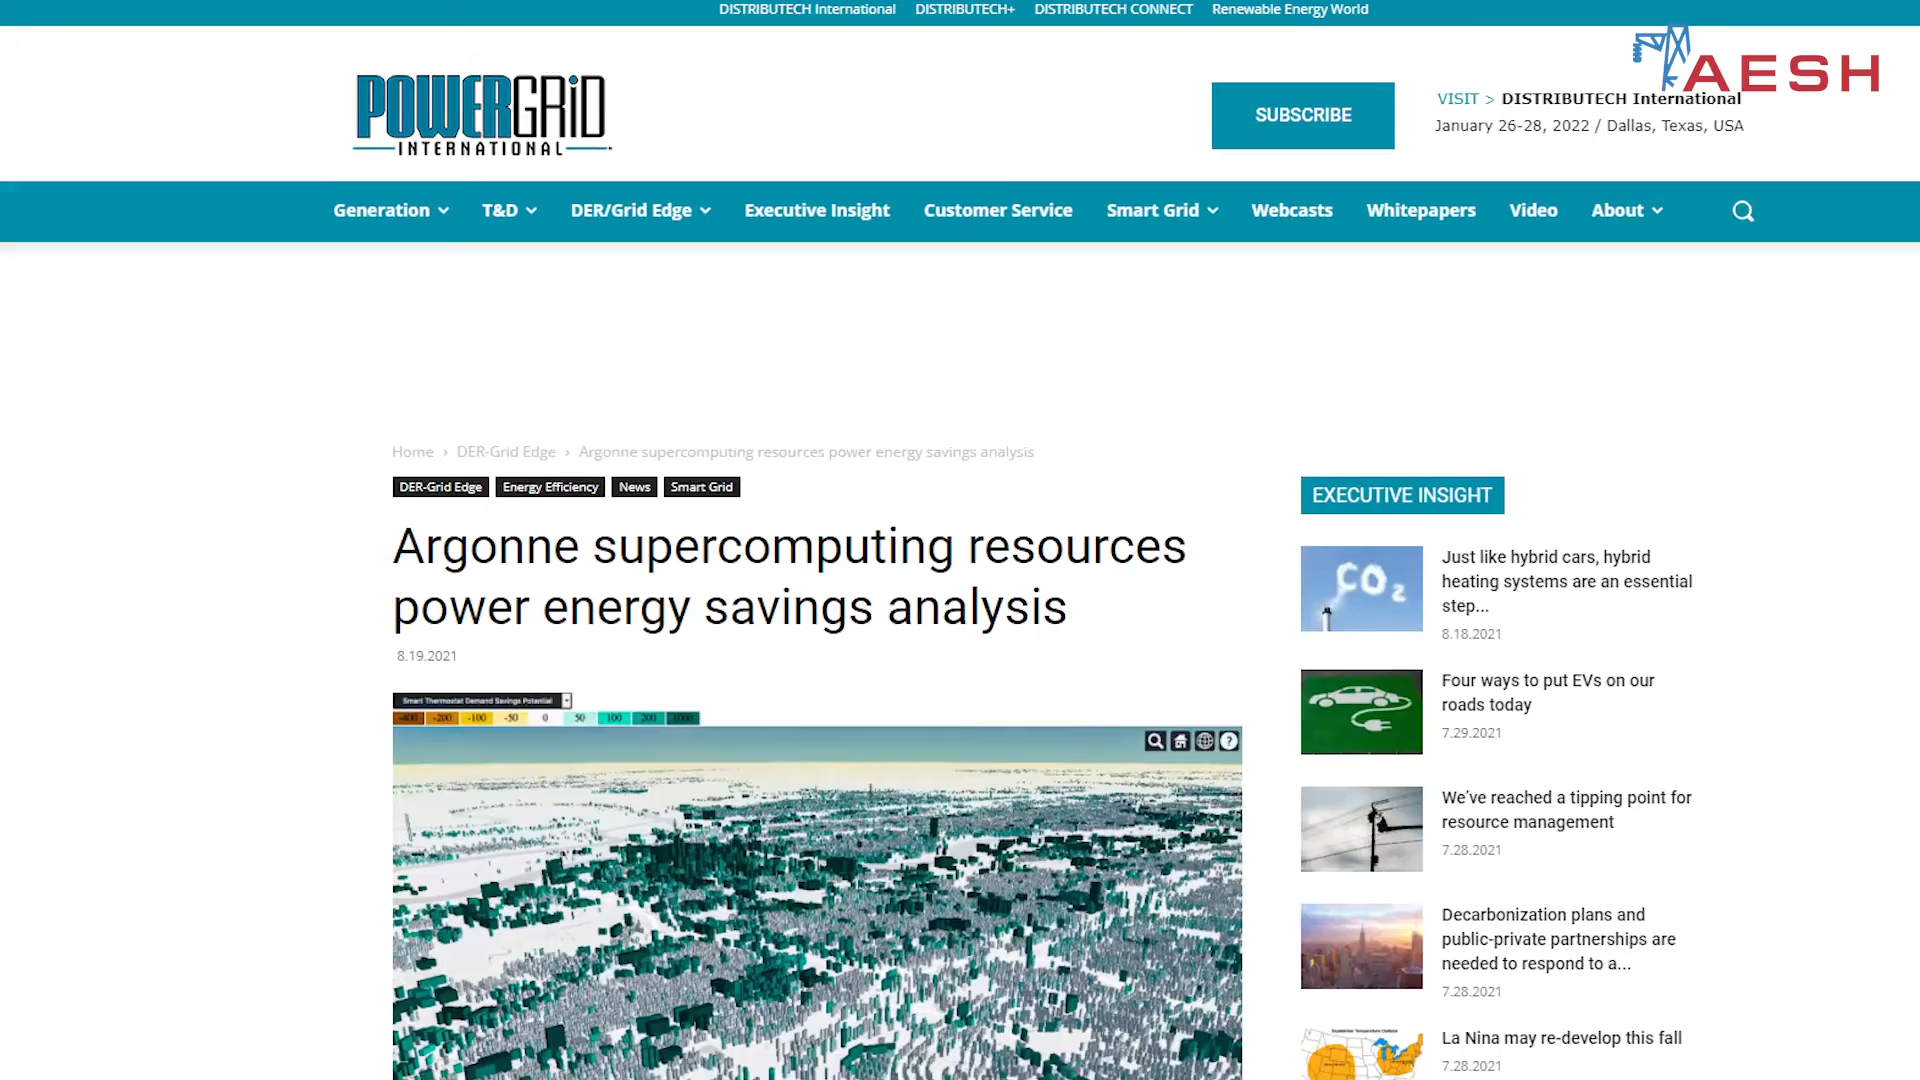 DISTRIBUTECH International DISTRIBUTECH+ DISTRIBUTECH CONNECT Renewable Energy World
AESH
POWERGRID
INTERNATIONAL
SUBSCRIBE
VISIT > DISTRIBUTECH International
January 26-28, 2022 / Dallas, Texas, USA
Generation T&D DER/Grid Edge Executive Insight Customer Service Smart Grid Webcasts Whitepapers Video About
Home › DER-Grid Edge › Argonne supercomputing resources power energy savings analysis
DER-Grid Edge Energy Efficiency News Smart Grid
Argonne supercomputing resources
power energy savings analysis
8.19.2021
Smart Thermostat Demand Savings Potential
-400 -200 -100 -50 0 50 100 200 1000
?
EXECUTIVE INSIGHT
CO2
Just like hybrid cars, hybrid
heating systems are an essential
step...
8.18.2021
Four ways to put EVs on our
roads today
7.29.2021
We've reached a tipping point for
resource management
7.28.2021
Decarbonization plans and
public-private partnerships are
needed to respond to a...
7.28.2021
La Nina may re-develop this fall
7.28.2021